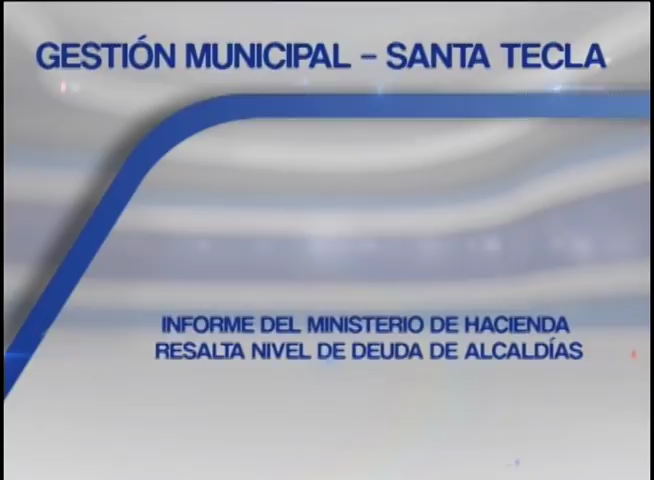 GESTIÓN MUNICIPAL – SANTA TECLA
INFORME DEL MINISTERIO DE HACIENDA
RESALTA NIVEL DE DEUDA DE ALCALDÍAS